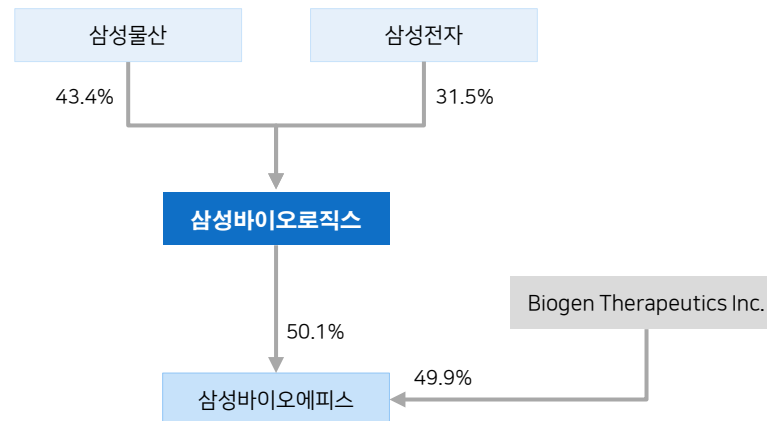 삼성물산
삼성전자
43.4%
31.5%
삼성바이오로직스
Biogen Therapeutics Inc.
50.1%
49.9%
삼성바이오에피스